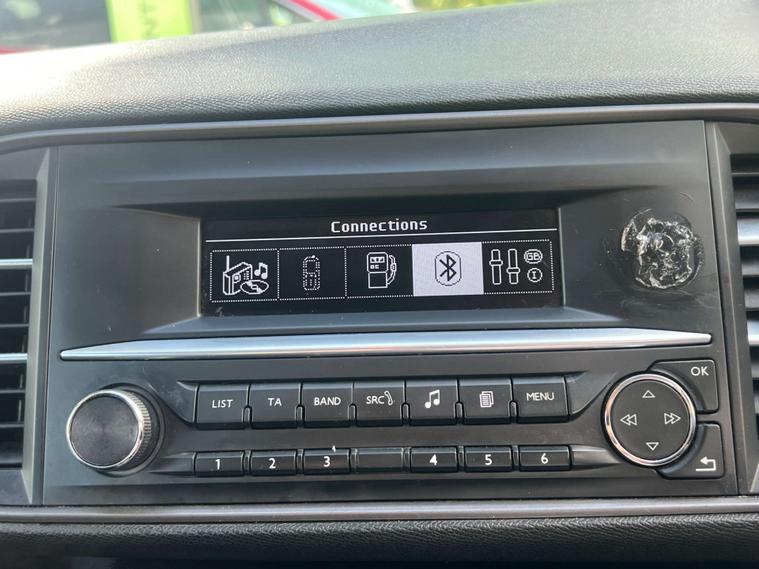 Connections
GB
LIST TA BAND SRC MENU
OK
1 2 3 4 5 6